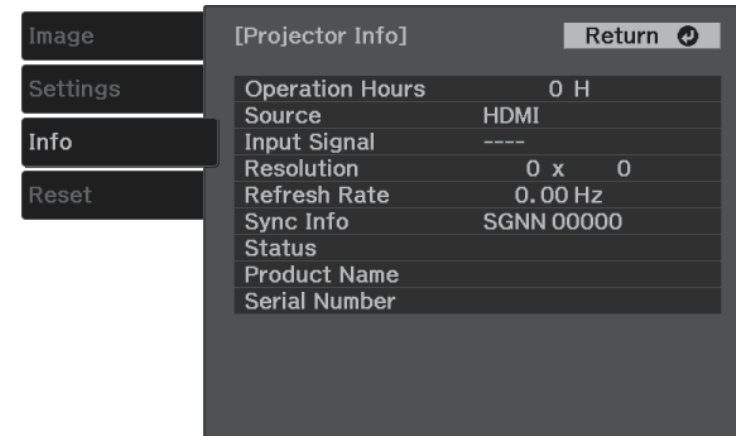 Image
Settings
Info
Reset
[Projector Info]
Return
Operation Hours 0 H
Source HDMI
Input Signal ----
Resolution 0 x 0
Refresh Rate 0.00 Hz
Sync Info SGNN 00000
Status
Product Name
Serial Number